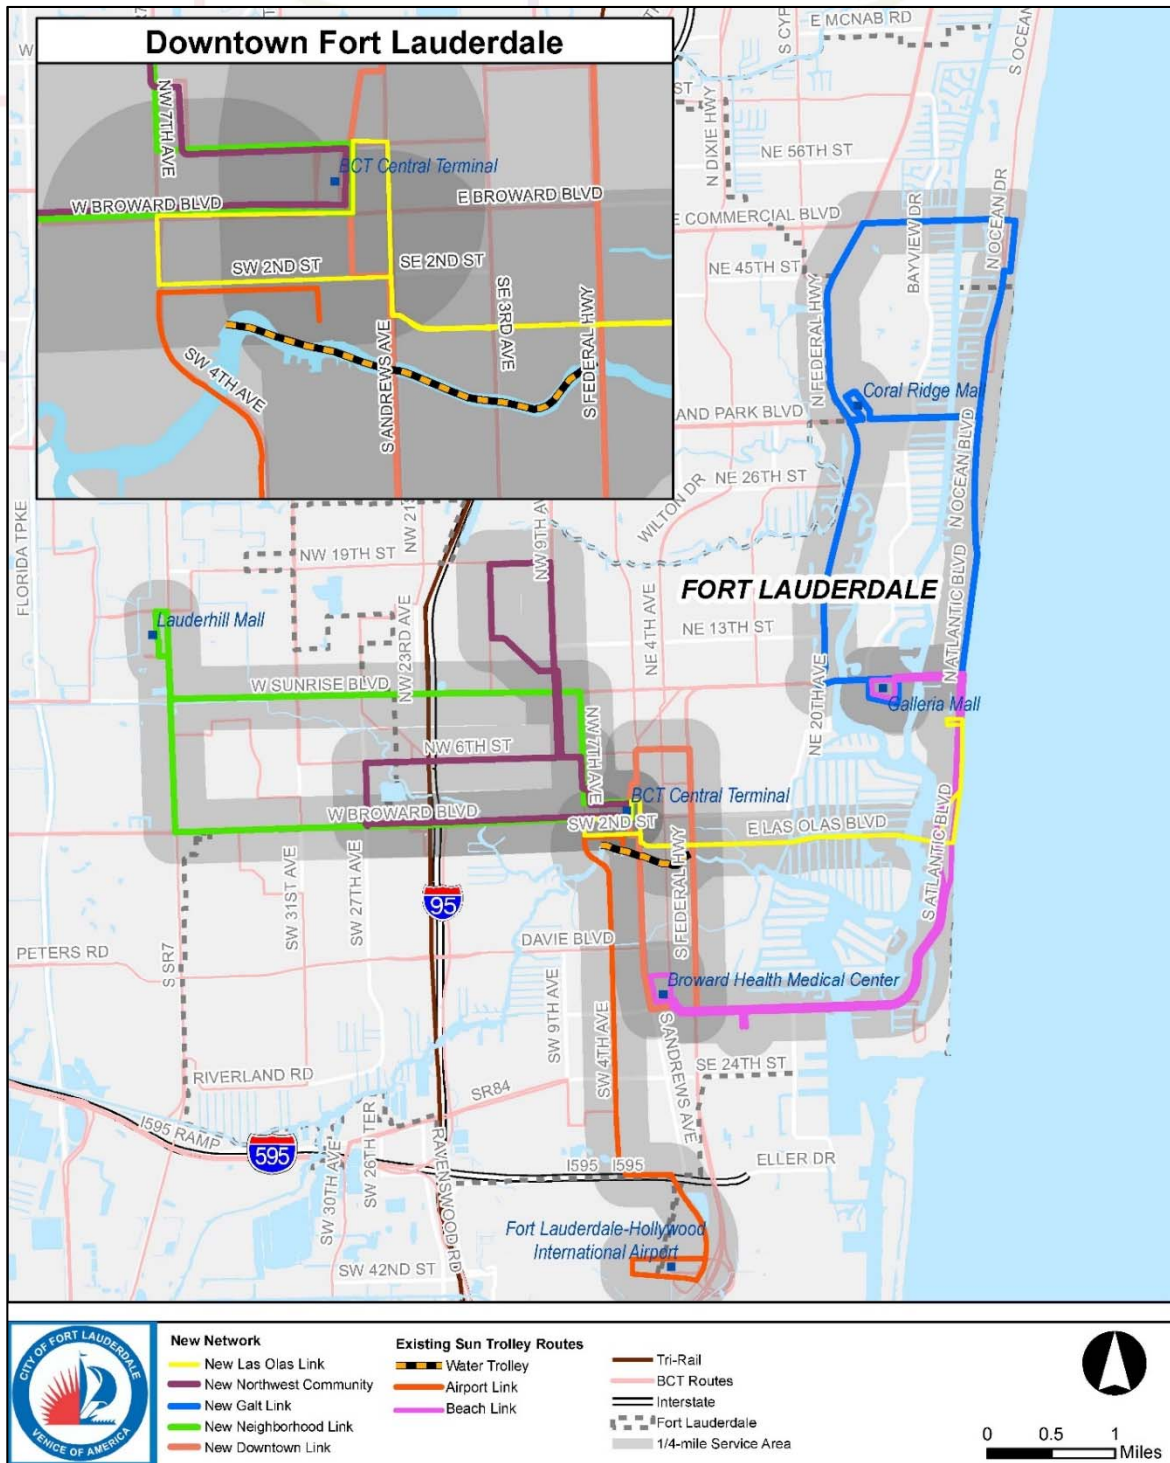 Downtown Fort Lauderdale
NW 7TH AVE
BCT Central Terminal
W BROWARD BLVD
E BROWARD BLVD
SW 2ND ST
SE 2ND ST
SW 4TH AVE
S ANDREWS AVE
SE 3RD AVE
S FEDERAL HWY
E MCNAB RD
S OCEAN
N DIXIE HWY
NE 56TH ST
BAYVIEW DR
N OCEAN DR
E COMMERCIAL BLVD
NE 45TH ST
N FEDERAL HWY
Coral Ridge Mall
AND PARK BLVD
NE 26TH ST
WILTON DR
N OCEAN BLVD
FLORIDA TPKE
NW 21
NW 9TH AV
NW 19TH ST
FORT LAUDERDALE
N ATLANTIC BLVD
Lauderhill Mall
NW 23RD AVE
NE 4TH AVE
NE 13TH ST
W SUNRISE BLVD
NE 20TH AVE
Galleria Mall
NW 7TH AVE
NW 6TH ST
BCT Central Terminal
W BROWARD BLVD
SW 2ND ST
E LAS OLAS BLVD
S ATLANTIC BLVD
SW 31ST AVE
SW 27TH AVE
95
S FEDERAL HWY
DAVIE BLVD
PETERS RD
S SR7
SW 9TH AVE
Broward Health Medical Center
SW 4TH AVE
S ANDREWS AVE
SE 24TH ST
RIVERLAND RD
SR84
I595 RAMP
595
SW 30TH AVE
SW 26TH TER
RAVENSWOOD RD
I595 I595
ELLER DR
Fort Lauderdale-Hollywood
International Airport
SW 42ND ST
CITY OF FORT LAUDERDALE
VENICE OF AMERICA
New Network
New Las Olas Link
New Northwest Community
New Galt Link
New Neighborhood Link
New Downtown Link
Existing Sun Trolley Routes
Water Trolley
Airport Link
Beach Link
Tri-Rail
BCT Routes
Interstate
Fort Lauderdale
1/4-mile Service Area
0 0.5 1
Miles